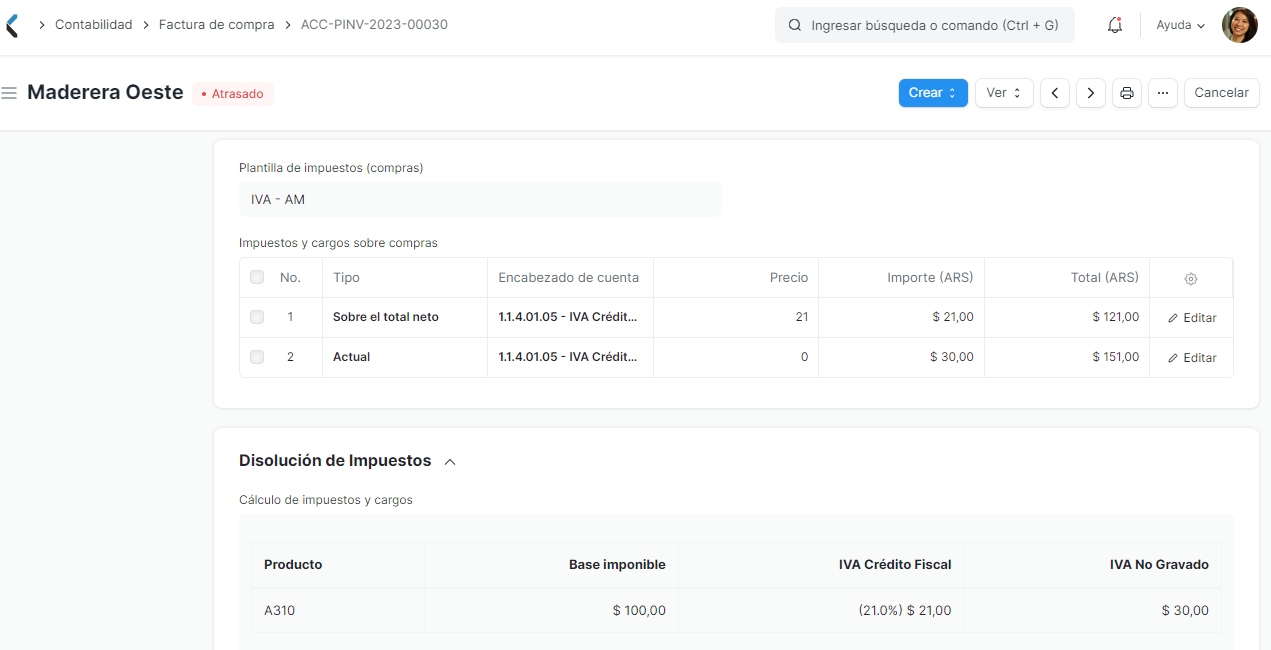 Contabilidad > Factura de compra > ACC-PINV-2023-00030
Ingresar búsqueda o comando (Ctrl + G)
Ayuda
Maderera Oeste
• Atrasado
Crear
Ver
...
Cancelar
Plantilla de impuestos (compras)
IVA - AM
Impuestos y cargos sobre compras
No. Tipo Encabezado de cuenta Precio Importe (ARS) Total (ARS)
1 Sobre el total neto 1.1.4.01.05 - IVA Crédit... 21 $ 21,00 $ 121,00 Editar
2 Actual 1.1.4.01.05 - IVA Crédit... 0 $ 30,00 $ 151,00 Editar
Disolución de Impuestos
Cálculo de impuestos y cargos
Producto Base imponible IVA Crédito Fiscal IVA No Gravado
A310 $ 100,00 (21.0%) $ 21,00 $ 30,00